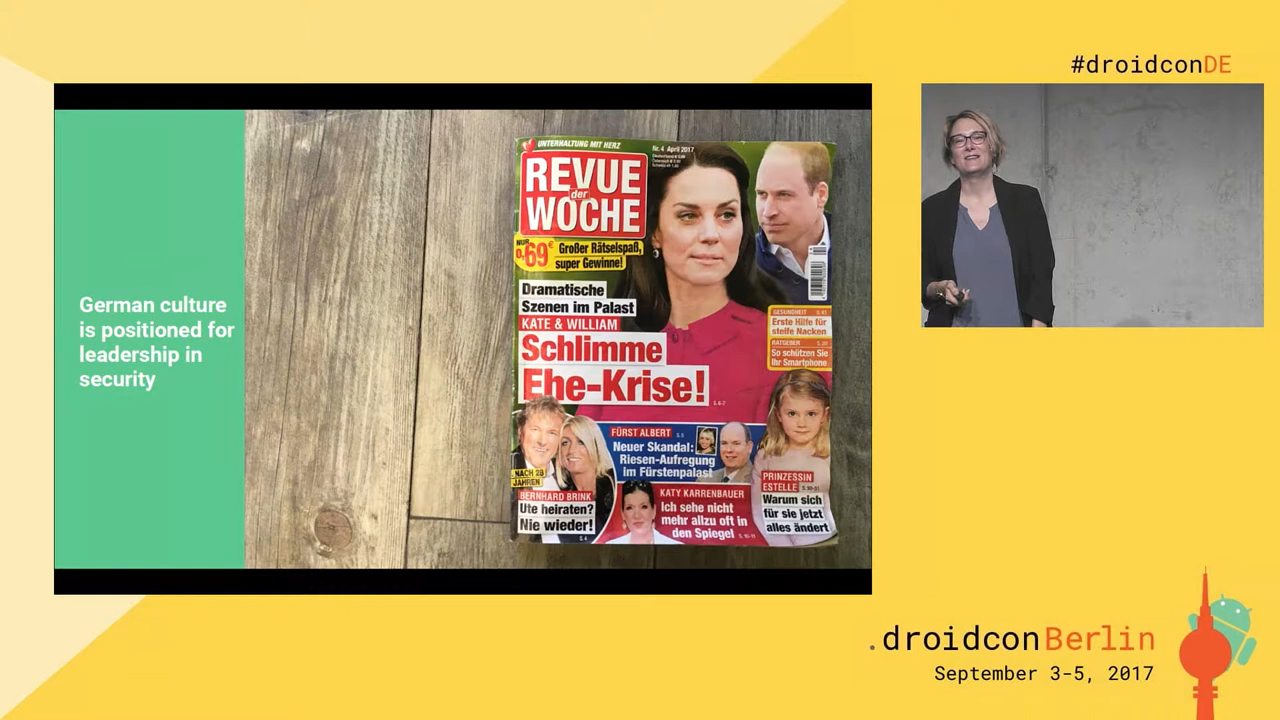 #droidconDE
German culture
is positioned for
leadership in
security
UNTERHALTUNG MIT HERZ
REVUE
der
WOCHE
Nr. 4 April 2017
NUR
0,69€
Großer Rätselspaß,
super Gewinne!
Dramatische
Szenen im Palast
KATE & WILLIAM
Schlimme
Ehe-Krise!
S. 6-7
GESUNDHEIT
Erste Hilfe für
steife Nacken
RATGEBER
So schützen Sie
Ihr Smartphone
NACH 28
JAHREN
BERNHARD BRINK
Ute heiraten?
Nie wieder!
S. 4
FÜRST ALBERT
Neuer Skandal:
Riesen-Aufregung
im Fürstenpalast
KATY KARRENBAUER
Ich sehe nicht
mehr allzu oft in
den Spiegel
PRINZESSIN
ESTELLE
Warum sich
für sie jetzt
alles ändert
.droidconBerlin
September 3-5, 2017